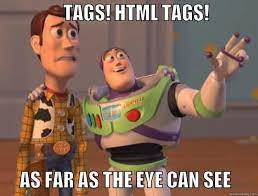 TAGS! HTML TAGS!
AS FAR AS THE EYE CAN SEE